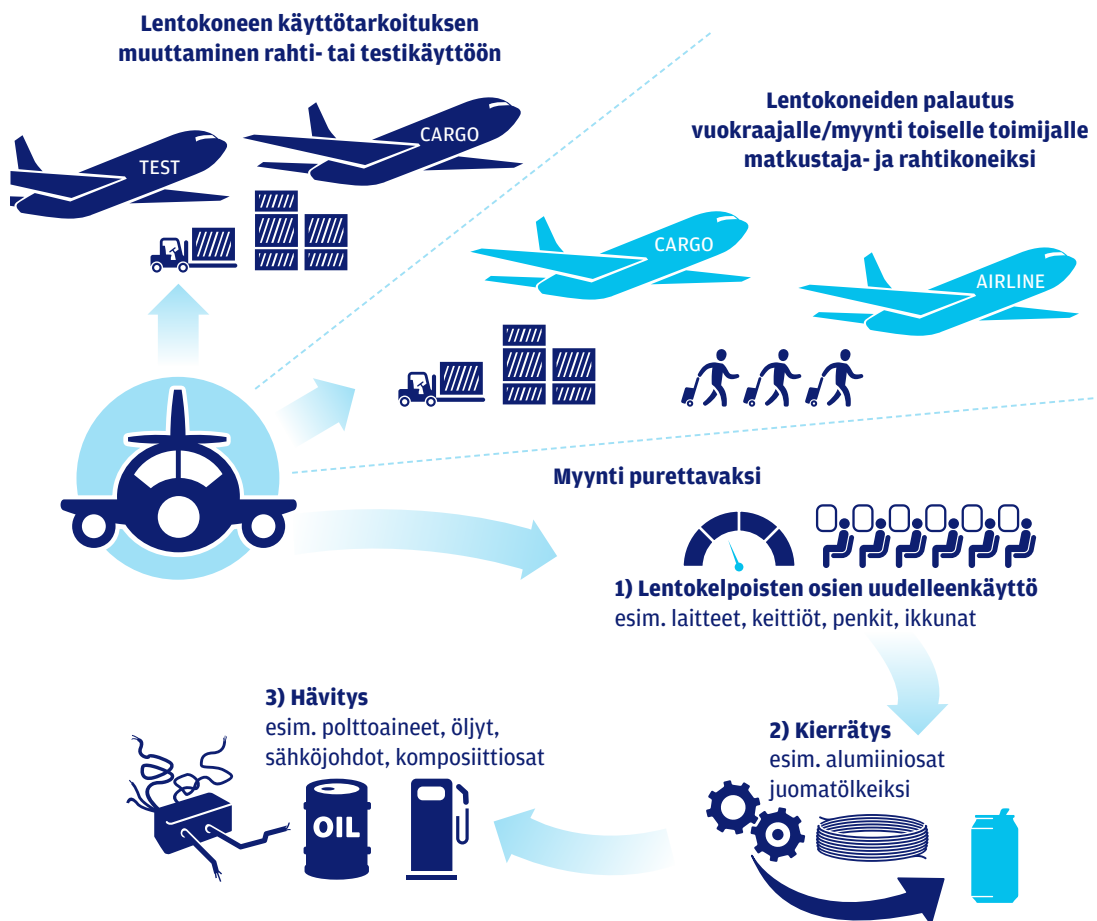 Lentokoneen käyttötarkoituksen
muuttaminen rahti- tai testikäyttöön
TEST
CARGO
Lentokoneiden palautus
vuokraajalle/myynti toiselle toimijalle
matkustaja- ja rahtikoneiksi
CARGO
AIRLINE
Myynti purettavaksi
1) Lentokelpoisten osien uudelleenkäyttö
esim. laitteet, keittiöt, penkit, ikkunat
2) Kierrätys
esim. alumiiniosat
juomatölkeiksi
3) Hävitys
esim. polttoaineet, öljyt,
sähköjohdot, komposiittiosat
OIL